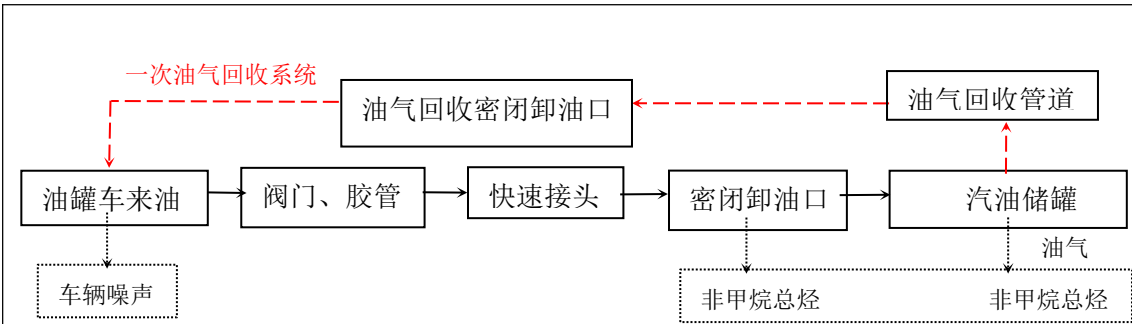 一次油气回收系统
油气回收密闭卸油口
油气回收管道
油罐车来油
阀门、胶管
快速接头
密闭卸油口
汽油储罐
油气
车辆噪声
非甲烷总烃
非甲烷总烃